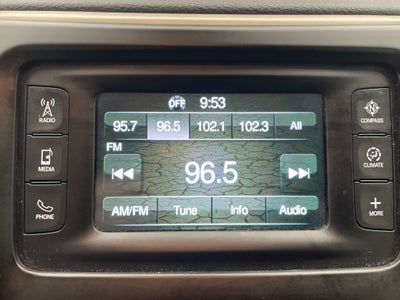 OFF 9:53
95.7 96.5 102.1 102.3 All
FM
96.5
AM/FM Tune Info Audio
RADIO
MEDIA
PHONE
N
COMPASS
CLIMATE
MORE